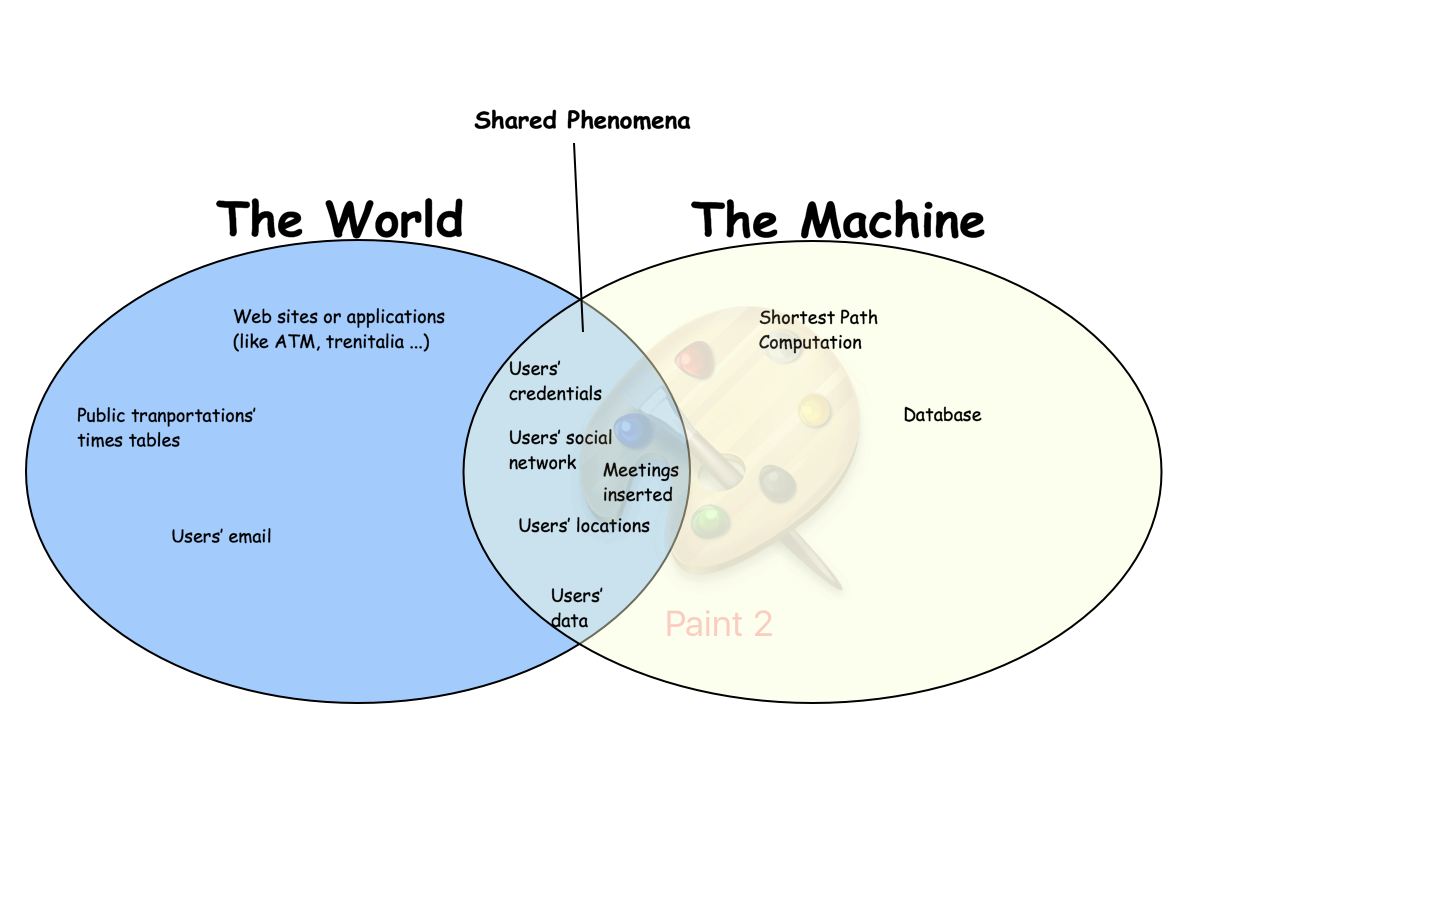 Shared Phenomena
The World
The Machine
Web sites or applications
(like ATM, trenitalia ...)
Public tranportations'
times tables
Users' email
Users'
credentials
Users' social
network
Meetings
inserted
Users' locations
Users'
data
Shortest Path
Computation
Database
Paint 2